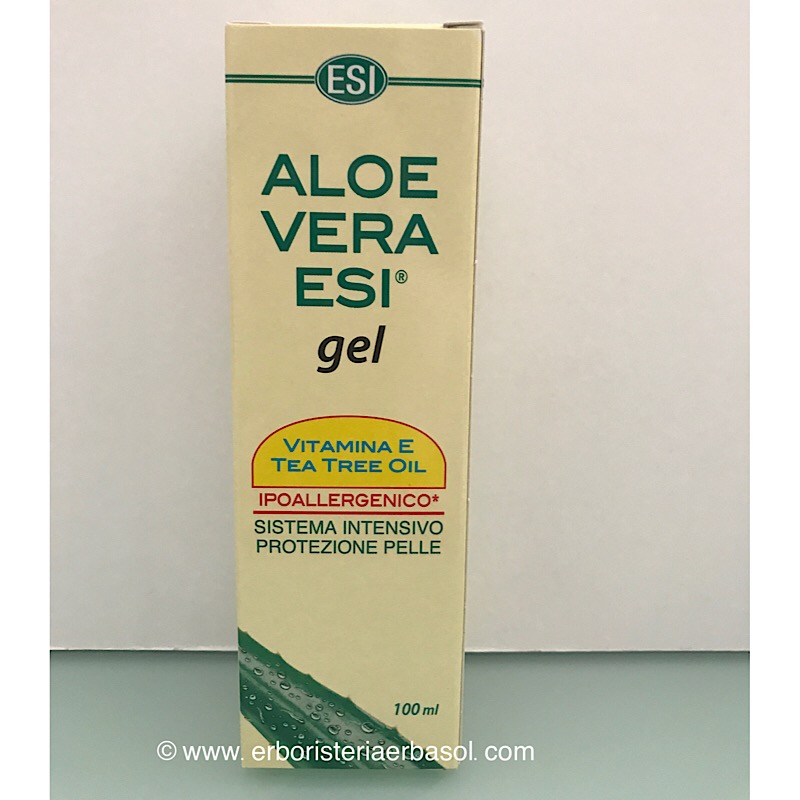 ESI
ALOE
VERA
ESI®
gel
VITAMINA E
TEA TREE OIL
IPOALLERGENICO*
SISTEMA INTENSIVO
PROTEZIONE PELLE
100 ml
© www. erboristeriaerbasol. com